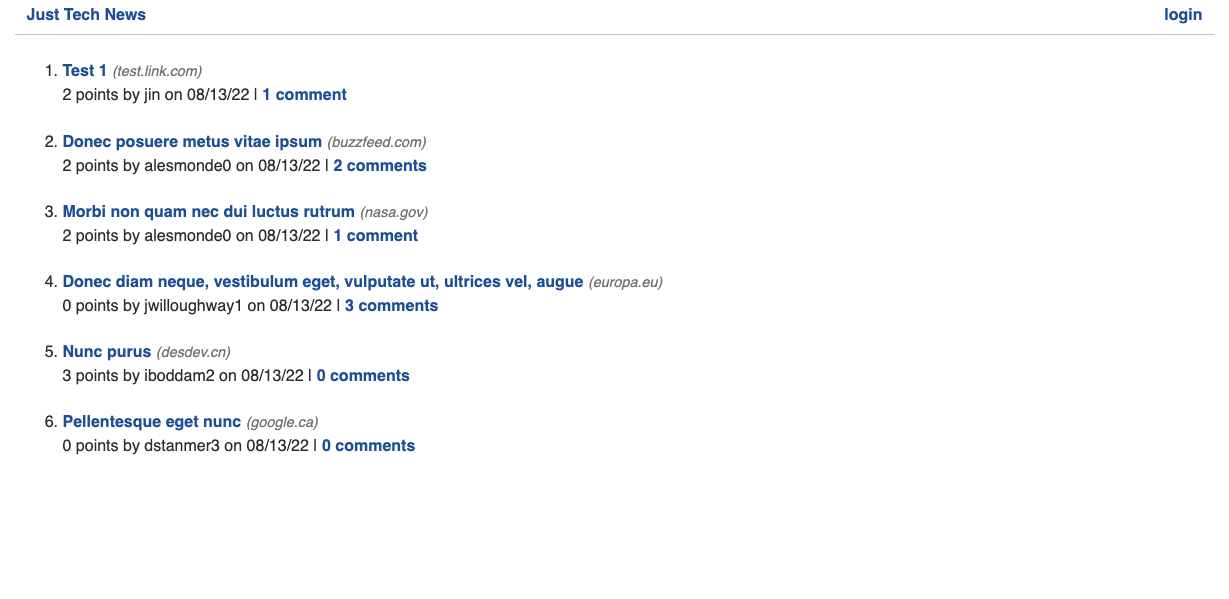 Just Tech News login
1. Test 1 (test.link.com)
2 points by jin on 08/13/22 | 1 comment
2. Donec posuere metus vitae ipsum (buzzfeed.com)
2 points by alesmonde0 on 08/13/22 | 2 comments
3. Morbi non quam nec dui luctus rutrum (nasa.gov)
2 points by alesmonde0 on 08/13/22 | 1 comment
4. Donec diam neque, vestibulum eget, vulputate ut, ultrices vel, augue (europa.eu)
0 points by jwilloughway1 on 08/13/22 | 3 comments
5. Nunc purus (desdev.cn)
3 points by iboddam2 on 08/13/22 | 0 comments
6. Pellentesque eget nunc (google.ca)
0 points by dstanmer3 on 08/13/22 | 0 comments